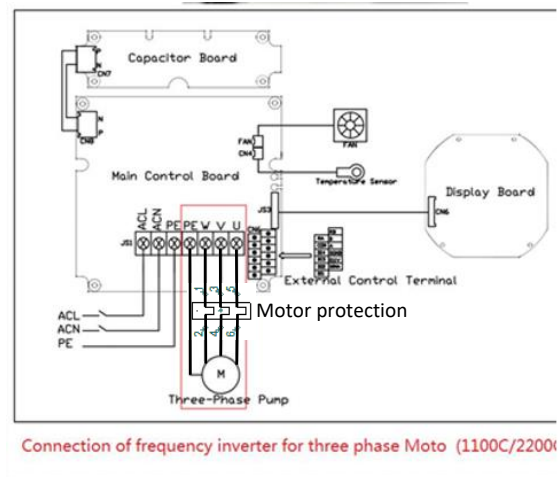 Capacitor Board
P
N
CN7
N
P
CN8
FAN
CN4
FAN
Temperature Sensor
Main Control Board
Display Board
JS3
CN6
ACL
ACN
PE PE W V U
JS1
External Control Terminal
1 3 5
Motor protection
2 4 6
ACL
ACN
PE
M
Three-Phase Pump
Connection of frequency inverter for three phase Moto (1100C/2200